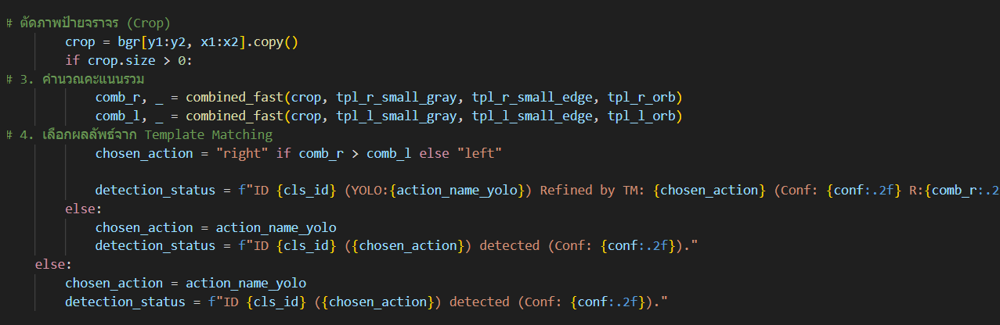 # ตัดภาพป้ายจราจร (Crop)
crop = bgr[y1:y2, x1:x2].copy()
if crop.size > 0:
# 3. คำนวณคะแนนรวม
comb_r, _ = combined_fast(crop, tpl_r_small_gray, tpl_r_small_edge, tpl_r_orb)
comb_l, _ = combined_fast(crop, tpl_l_small_gray, tpl_l_small_edge, tpl_l_orb)
# 4. เลือกผลลัพธ์จาก Template Matching
chosen_action = "right" if comb_r > comb_l else "left"
detection_status = f"ID {cls_id} (YOLO:{action_name_yolo}) Refined by TM: {chosen_action} (Conf: {conf:.2f} R:{comb_r:.2
else:
chosen_action = action_name_yolo
detection_status = f"ID {cls_id} ({chosen_action}) detected (Conf: {conf:.2f})."
else:
chosen_action = action_name_yolo
detection_status = f"ID {cls_id} ({chosen_action}) detected (Conf: {conf:.2f})."